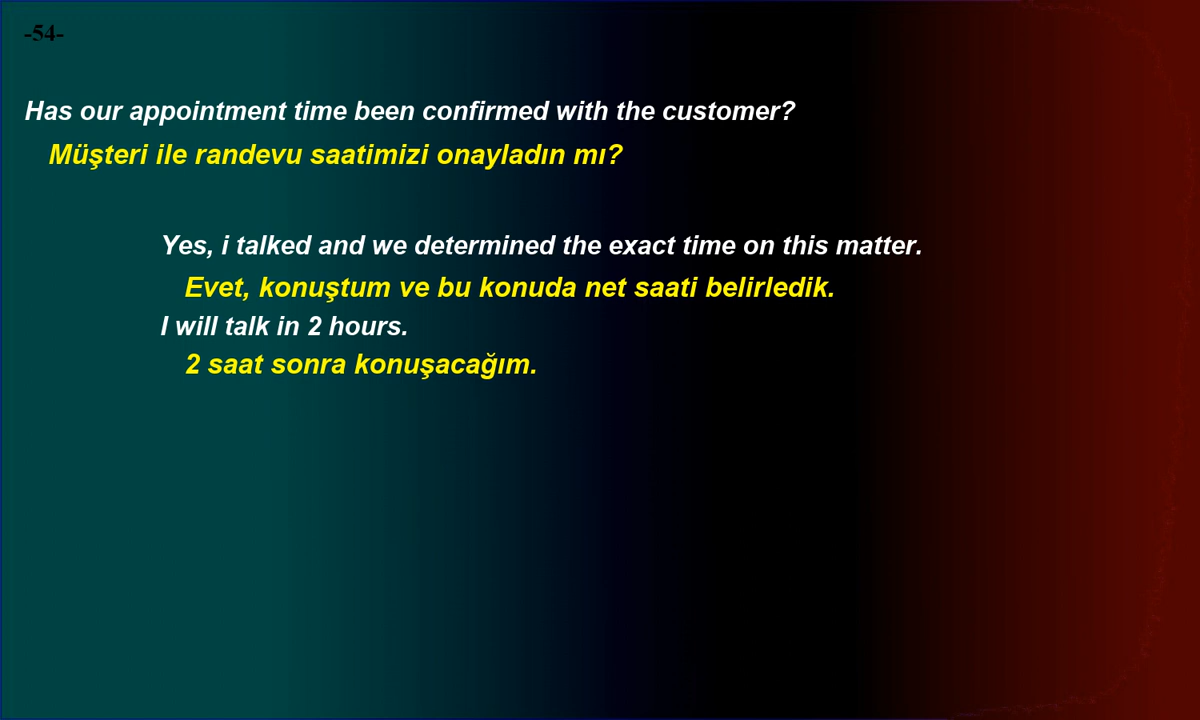 -54-
Has our appointment time been confirmed with the customer?
Müşteri ile randevu saatimizi onayladın mı?
Yes, i talked and we determined the exact time on this matter.
Evet, konuştum ve bu konuda net saati belirledik.
I will talk in 2 hours.
2 saat sonra konuşacağım.